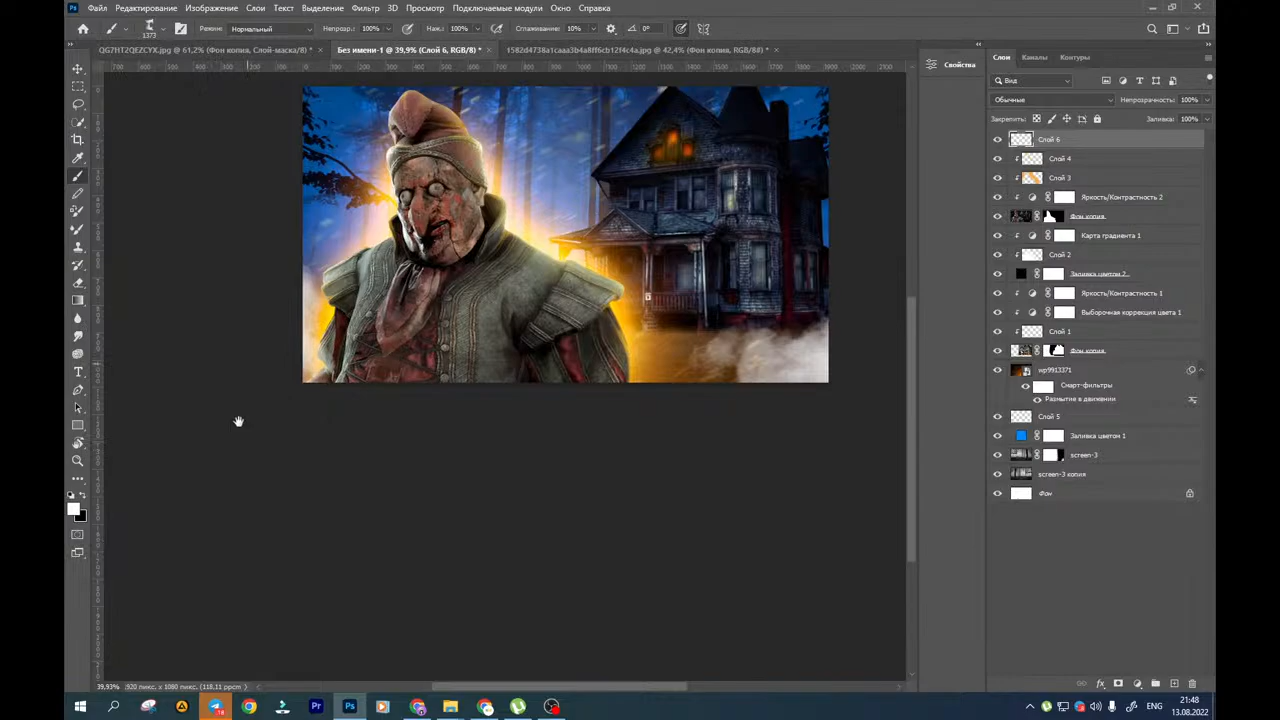 Файл Редактирование Изображение Слои Текст Выделение Фильтр 3D Просмотр Подключаемые модули Окно Справка
1373 Режим: Нормальный Непрозр.: 100% Наж.: 100% Сглаживание: 10% 0°
QG7HT2QEZCYX.jpg @ 61,2% (Фон копия, Слой-маска/8) * × Без имени-1 @ 39,9% (Слой 6, RGB/8) * × 1582d4738a1caaa3b4a8ff6cb12f4c4a.jpg @ 42,4% (Фон копия, RGB/8#) * ×
Свойства
Слои Каналы Контуры
Вид
Обычные Непрозрачность: 100%
Закрепить: Заливка: 100%
Слой 6
Слой 4
Слой 3
Яркость/Контрастность 2
Фон копия
Карта градиента 1
Слой 2
Заливка цветом 2
Яркость/Контрастность 1
Выборочная коррекция цвета 1
Слой 1
Фон копия
wp9913371
Смарт-фильтры
Размытие в движении
Слой 5
Заливка цветом 1
screen-3
screen-3 копия
Фон
39,93% 920 пикс. x 1080 пикс. (118,11 ppcm)
ENG
21:48
13.08.2022